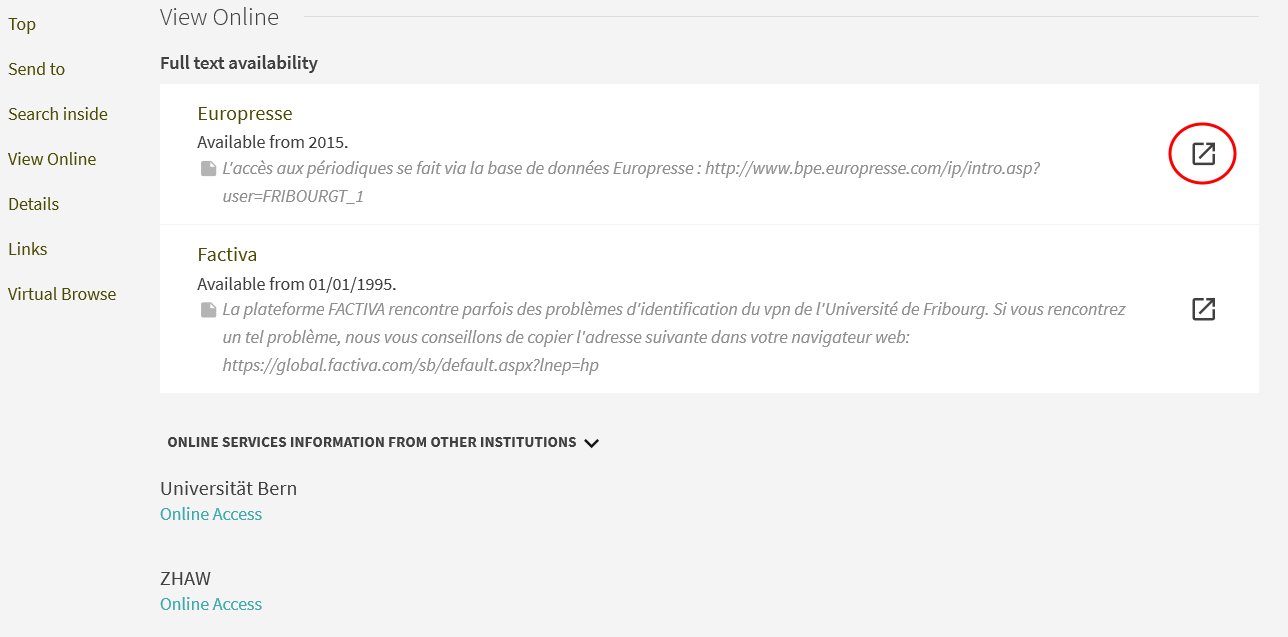 Top
Send to
Search inside
View Online
Details
Links
Virtual Browse
View Online
Full text availability
Europresse
Available from 2015.
L'accès aux périodiques se fait via la base de données Europresse : http://www.bpe.europresse.com/ip/intro.asp?
user=FRIBOURGT_1
Factiva
Available from 01/01/1995.
La plateforme FACTIVA rencontre parfois des problèmes d'identification du vpn de l'Université de Fribourg. Si vous rencontrez
un tel problème, nous vous conseillons de copier l'adresse suivante dans votre navigateur web:
https://global.factiva.com/sb/default.aspx?lnep=hp
ONLINE SERVICES INFORMATION FROM OTHER INSTITUTIONS
Universität Bern
Online Access
ZHAW
Online Access